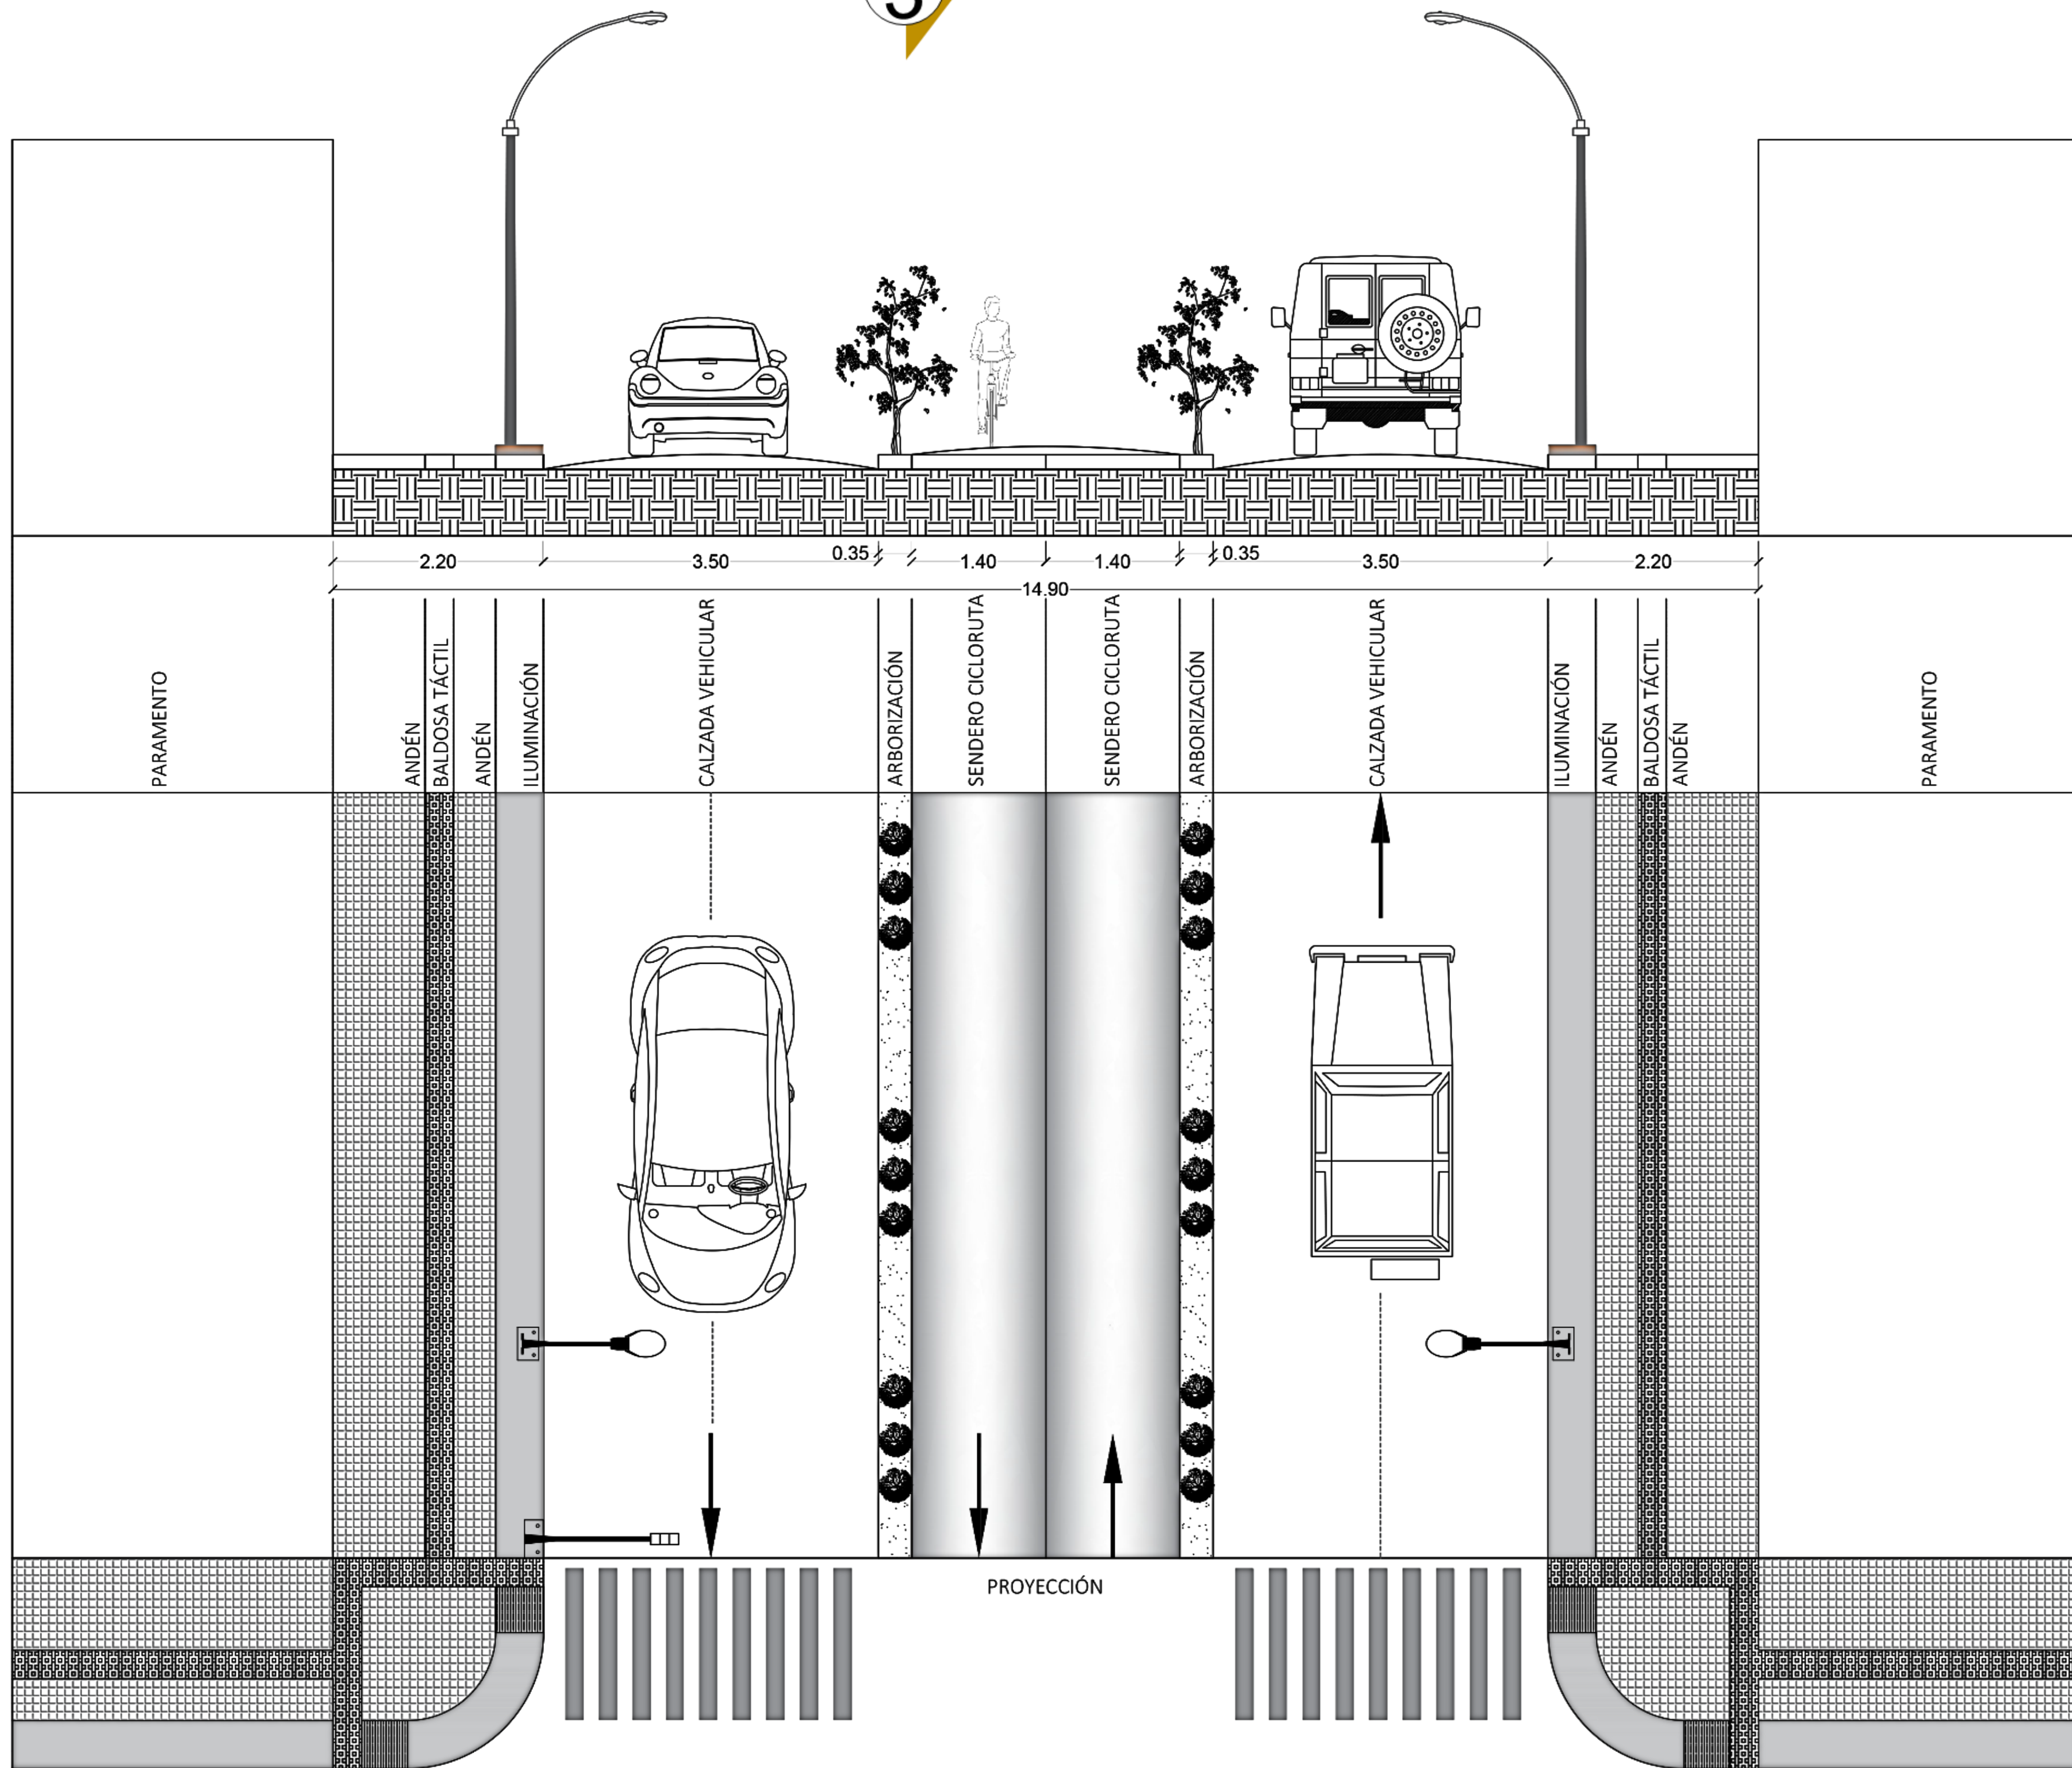 2.20
3.50
0.35
1.40
1.40
0.35
3.50
2.20
14.90
PARAMENTO
ANDÉN
BALDOSA TÁCTIL
ANDÉN
ILUMINACIÓN
CALZADA VEHICULAR
ARBORIZACIÓN
SENDERO CICLORUTA
SENDERO CICLORUTA
ARBORIZACIÓN
CALZADA VEHICULAR
ILUMINACIÓN
ANDÉN
BALDOSA TÁCTIL
ANDÉN
PARAMENTO
PROYECCIÓN